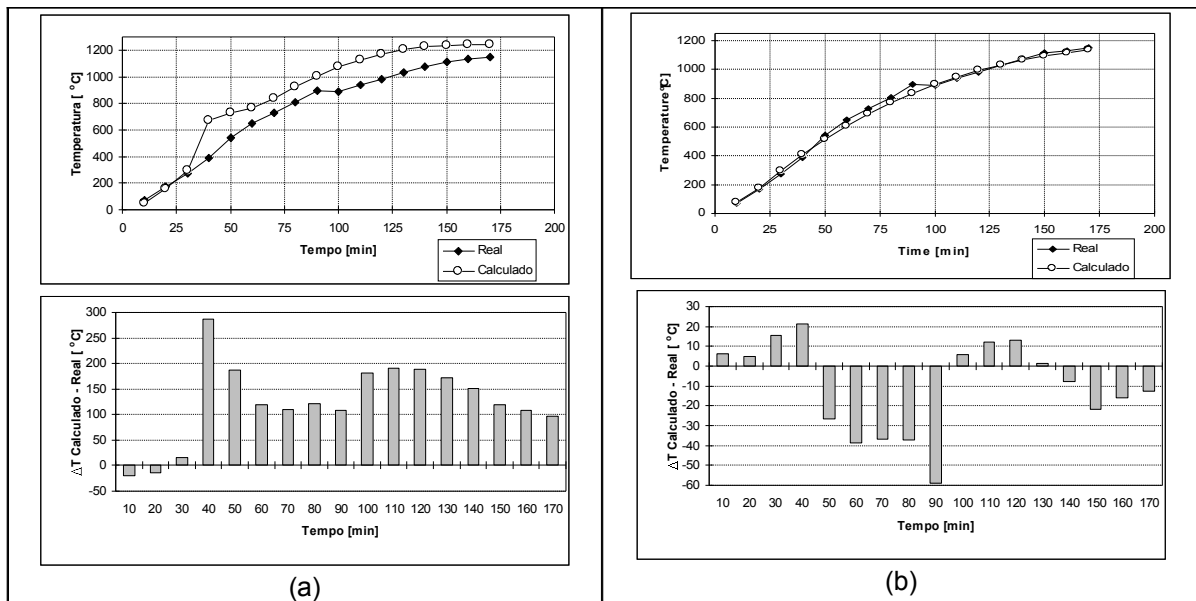 1200
1000
800
600
400
200
0
Temperatura [ °C]
0 25 50 75 100 125 150 175 200
Tempo [min]
Real
Calculado
300
250
200
150
100
50
0
-50
ΔT Calculado - Real [ °C]
10 20 30 40 50 60 70 80 90 100 110 120 130 140 150 160 170
Tempo [min]
(a)
1200
1000
800
600
400
200
0
Temperature°C]
0 25 50 75 100 125 150 175 200
Time [min]
Real
Calculado
30
20
10
0
-10
-20
-30
-40
-50
-60
ΔT Calculado - Real [ °C]
10 20 30 40 50 60 70 80 90 100 110 120 130 140 150 160 170
Tempo [min]
(b)